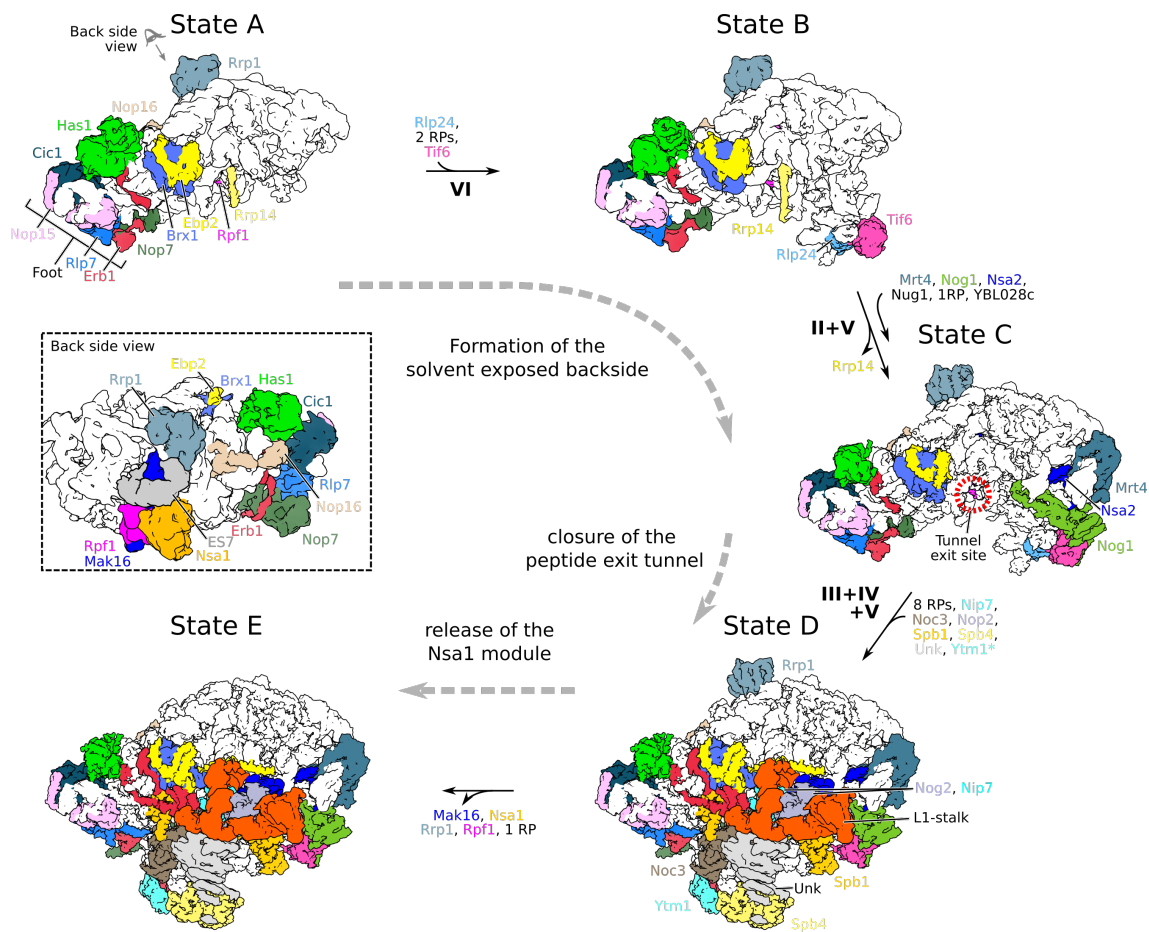 State A
Back side
view
Rrp1
Nop16
Has1
Cic1
Nop15
Foot
Rlp7
Erb1
Nop7
Brx1
Ebp2
Rpf1
Rrp14
Rlp24,
2 RPs,
Tif6
VI
State B
Rrp14
Rlp24
Tif6
Mrt4, Nog1, Nsa2,
Nug1, 1RP, YBL028c
II+V
Rrp14
State C
Mrt4
Nsa2
Nog1
Tunnel
exit site
Formation of the
solvent exposed backside
Back side view
Ebp2
Rrp1
Brx1
Has1
Cic1
Rlp7
Nop16
Erb1
Nop7
ES7
Nsa1
Rpf1
Mak16
closure of the
peptide exit tunnel
III+IV
+V
8 RPs, Nip7,
Noc3, Nop2,
Spb1, Spb4,
Unk, Ytm1*
State D
Rrp1
Nog2, Nip7
L1-stalk
Noc3
Spb1
Unk
Ytm1
Spb4
release of the
Nsa1 module
Mak16, Nsa1
Rrp1, Rpf1, 1 RP
State E